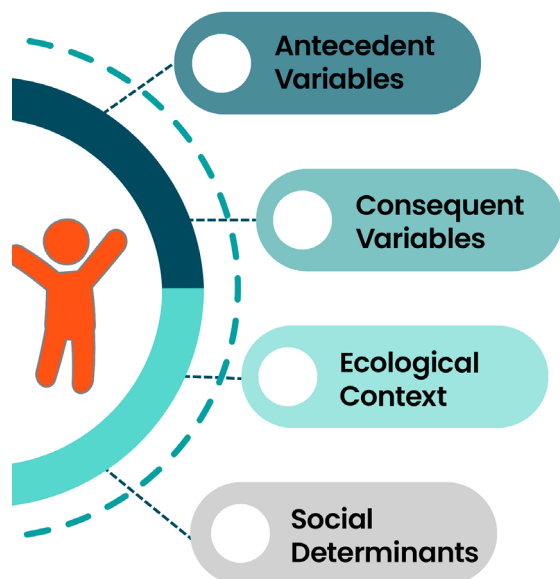 Antecedent
Variables
Consequent
Variables
Ecological
Context
Social
Determinants